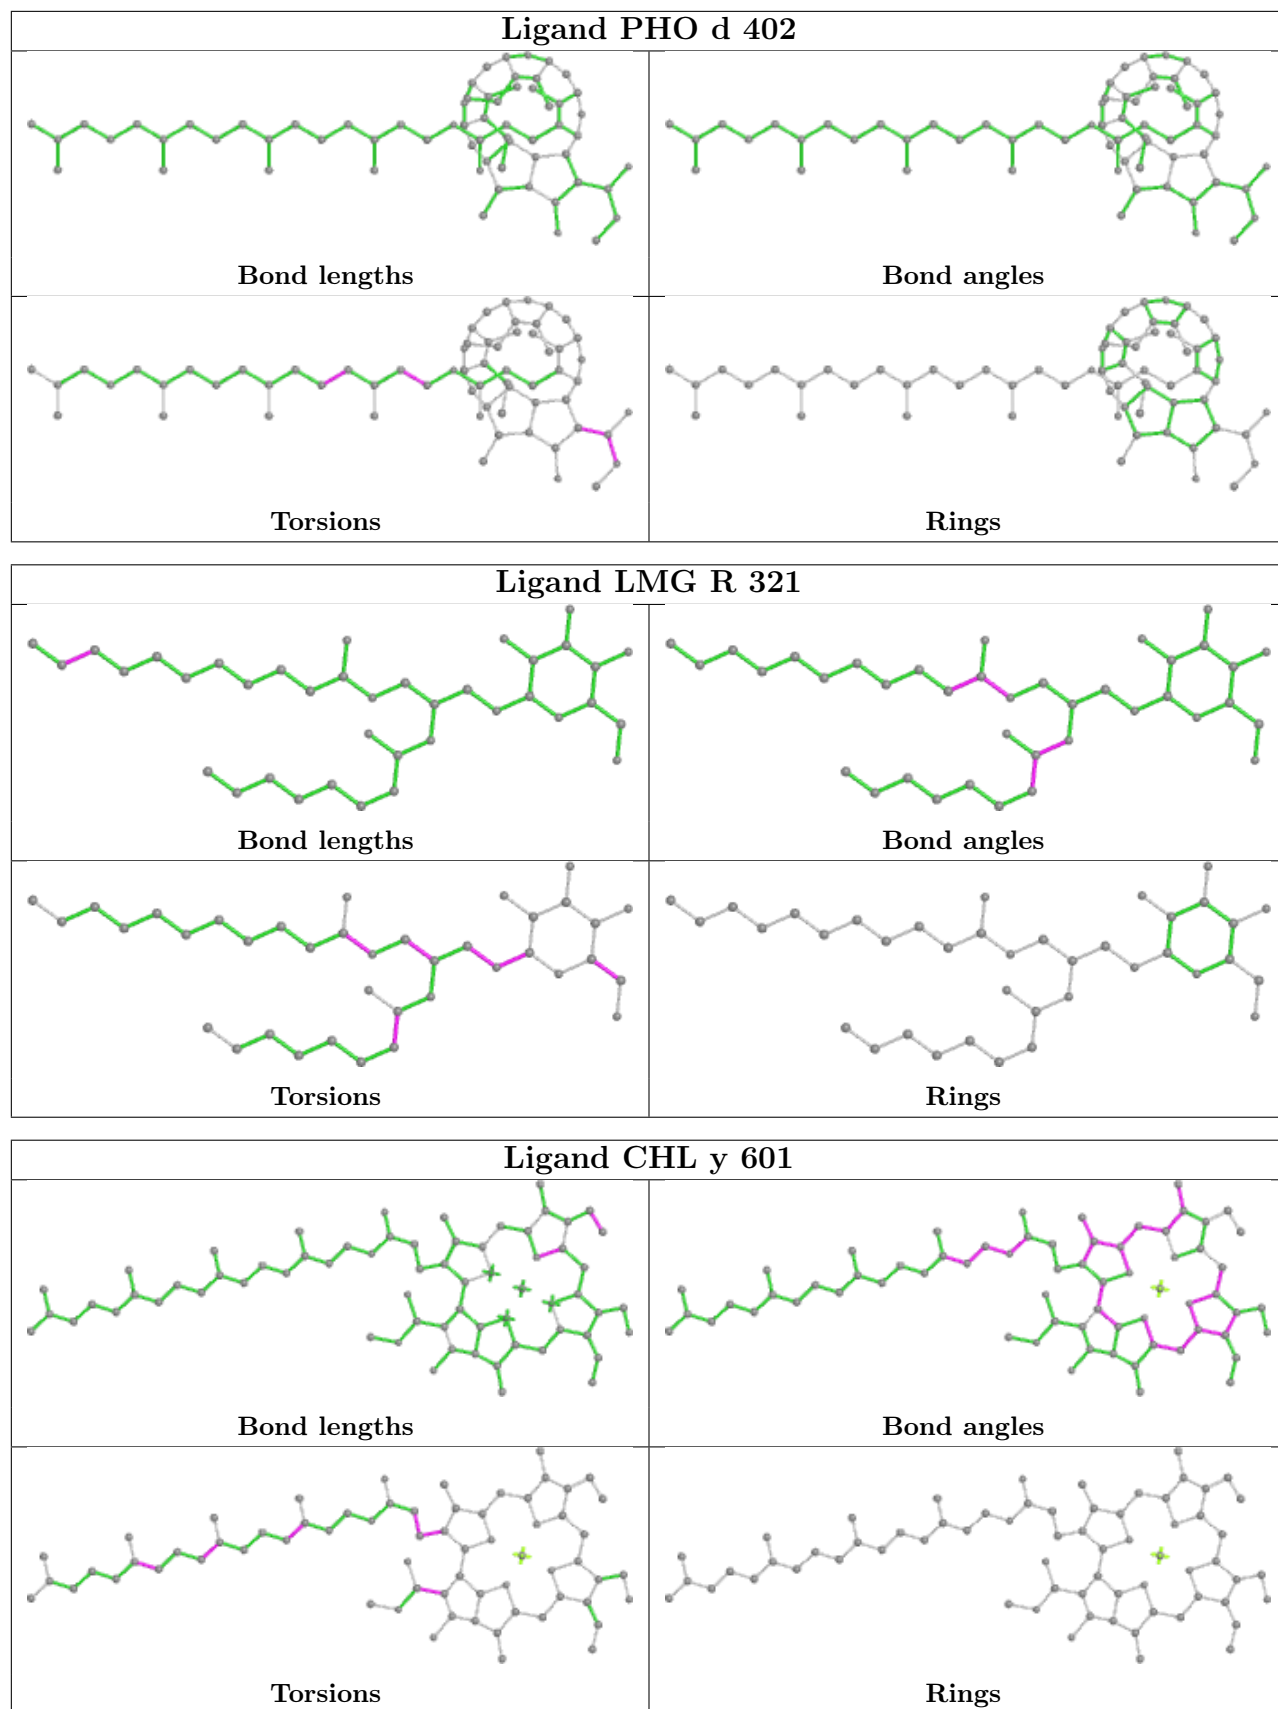 Ligand PHO d 402
Bond lengths
Bond angles
Torsions
Rings
Ligand LMG R 321
Bond lengths
Bond angles
Torsions
Rings
Ligand CHL y 601
Bond lengths
Bond angles
Torsions
Rings